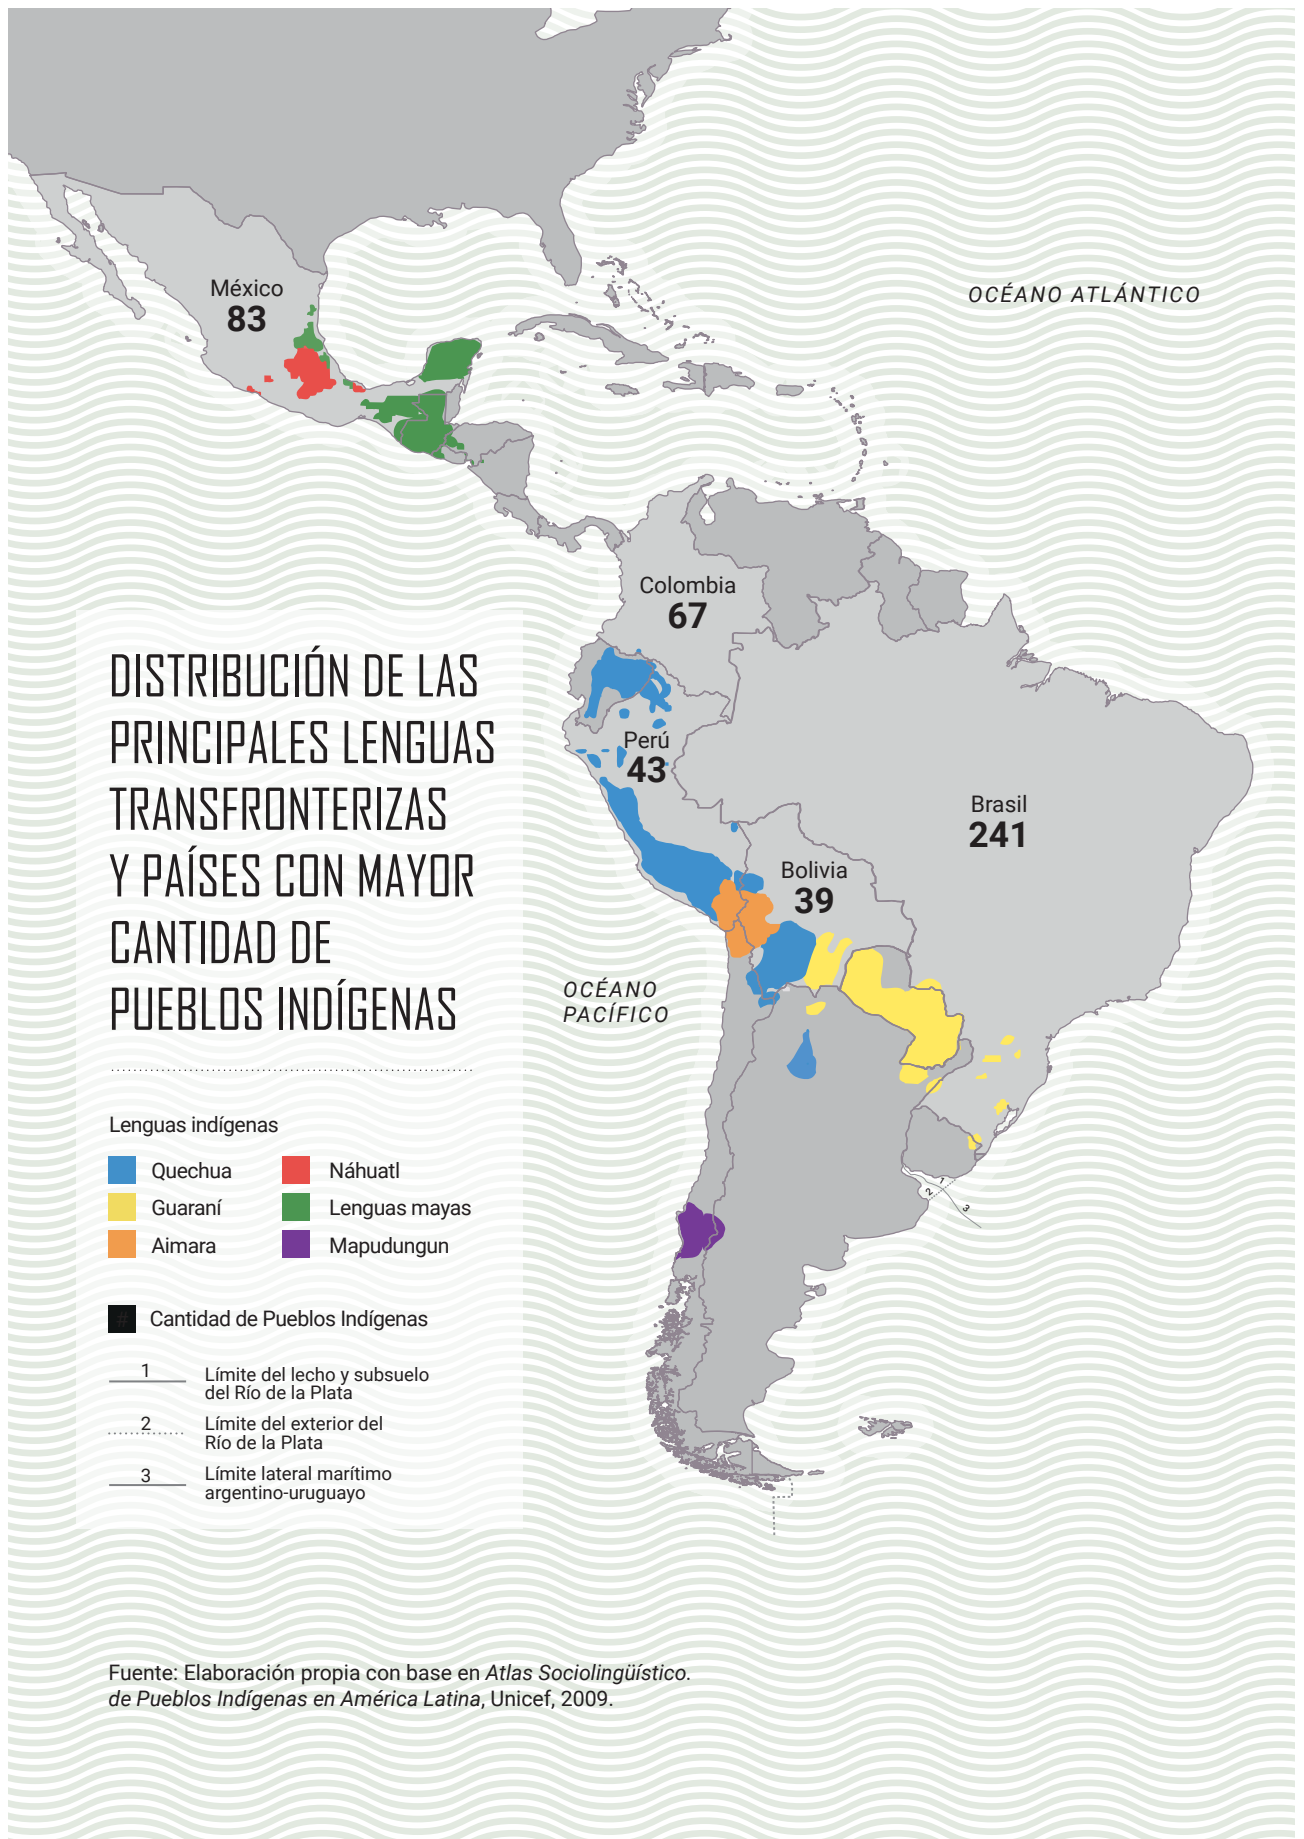 México
83
OCÉANO ATLÁNTICO
Colombia
67
DISTRIBUCIÓN DE LAS
PRINCIPALES LENGUAS
TRANSFRONTERIZAS
Y PAÍSES CON MAYOR
CANTIDAD DE
PUEBLOS INDÍGENAS
Perú
43
Brasil
241
Bolivia
39
OCÉANO
PACÍFICO
Lenguas indígenas
Quechua
Náhuatl
Guaraní
Lenguas mayas
Aimara
Mapudungun
1
2
3
# Cantidad de Pueblos Indígenas
1 Límite del lecho y subsuelo
del Río de la Plata
2 Límite del exterior del
Río de la Plata
3 Límite lateral marítimo
argentino-uruguayo
Fuente: Elaboración propia con base en Atlas Sociolingüístico.
de Pueblos Indígenas en América Latina, Unicef, 2009.